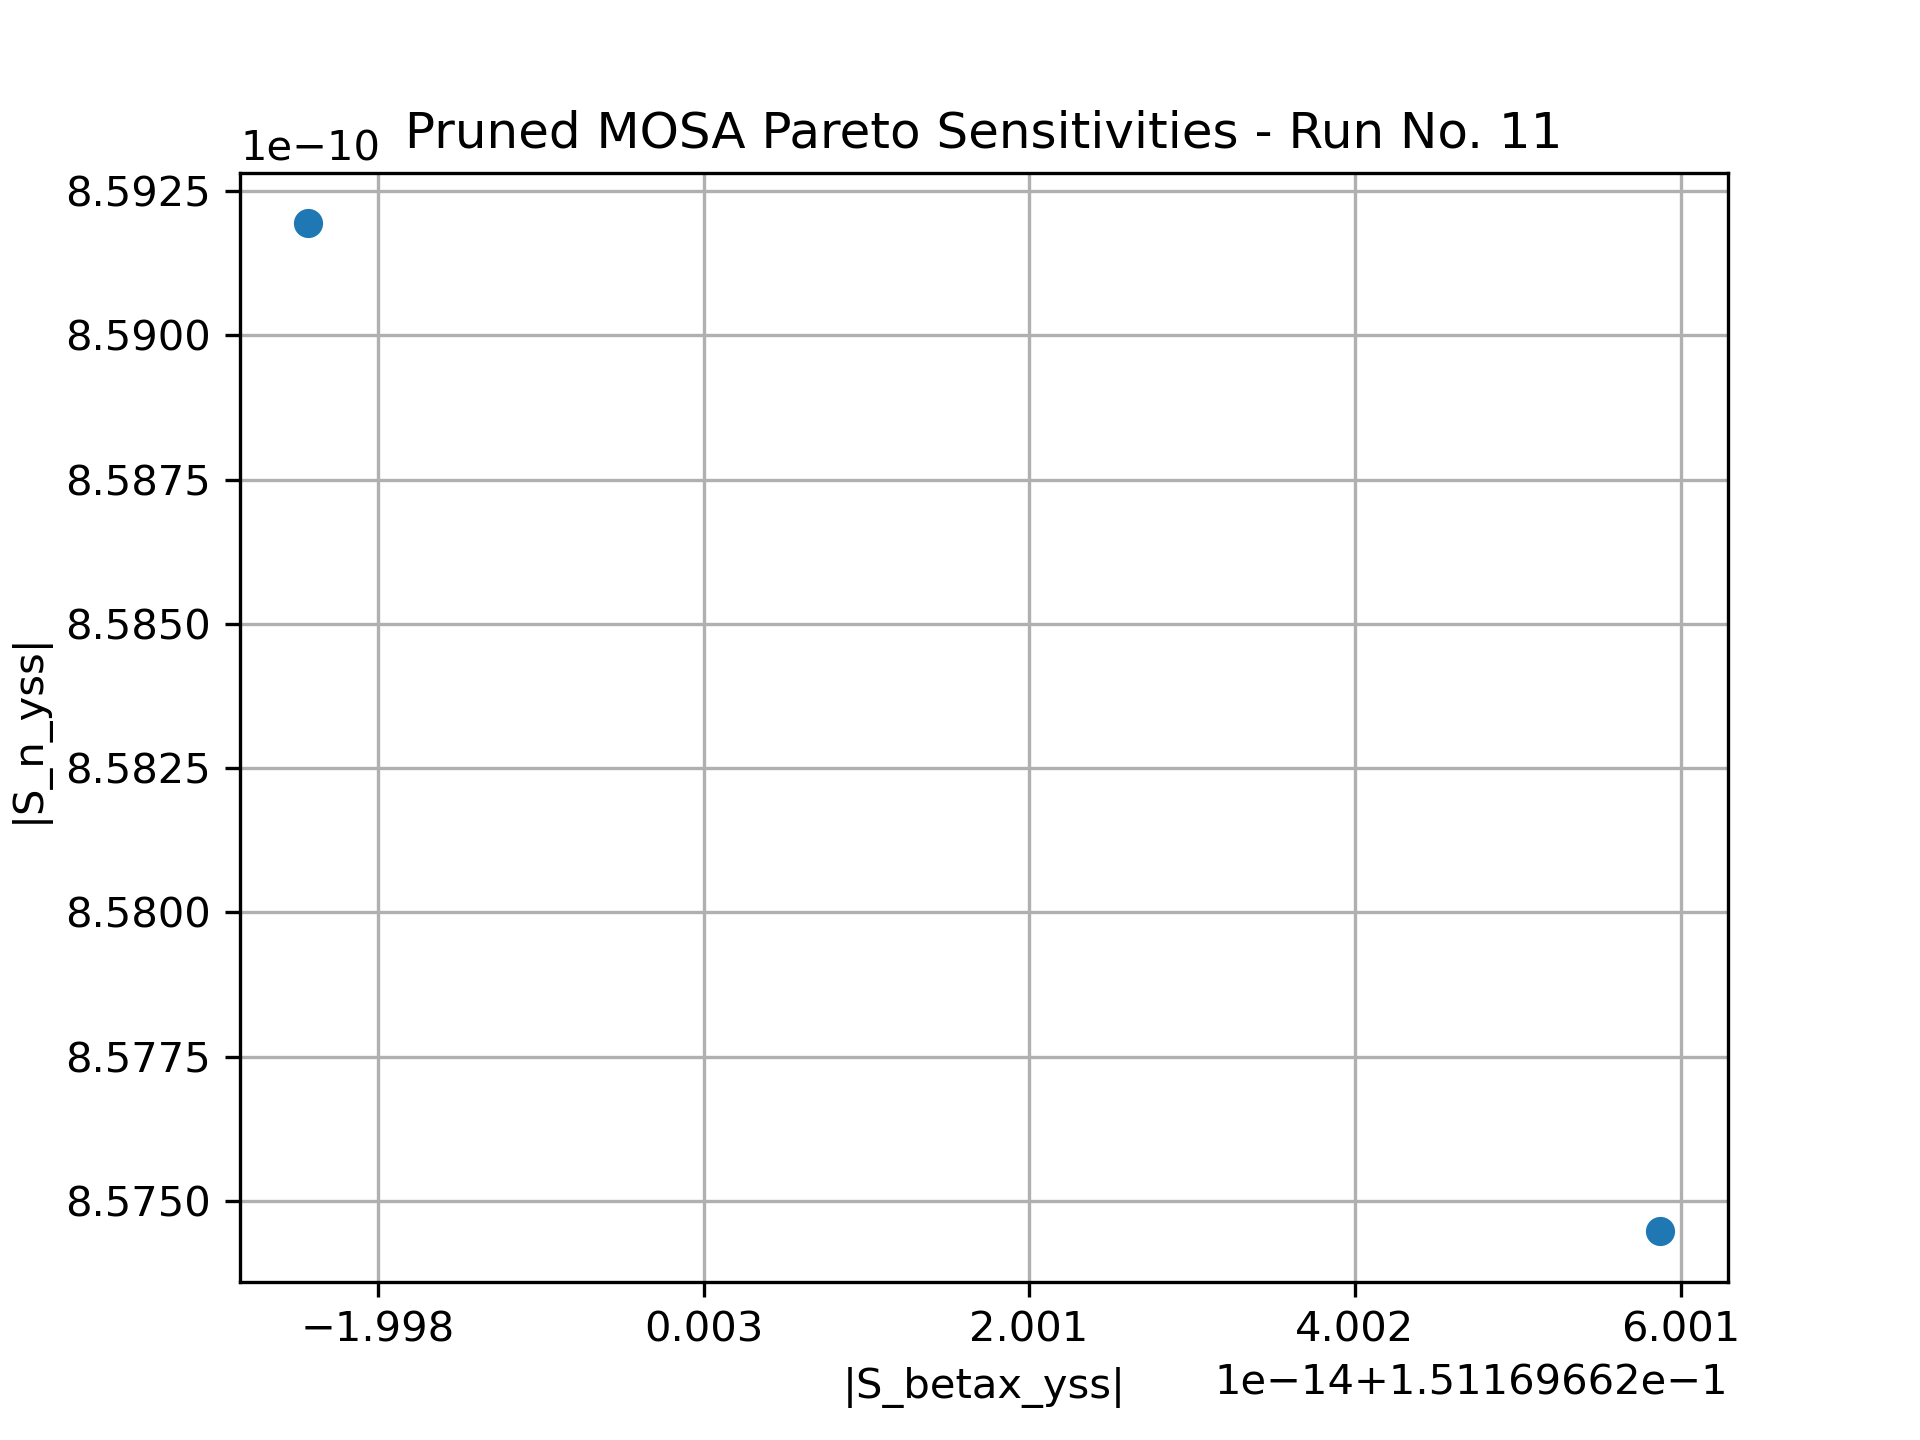 Pruned MOSA Pareto Sensitivities - Run No. 11
1e−10
8.5925
8.5900
8.5875
8.5850
8.5825
8.5800
8.5775
8.5750
|S_n_yss|
−1.998
0.003
2.001
4.002
6.001
|S_betax_yss|
1e−14+1.51169662e−1